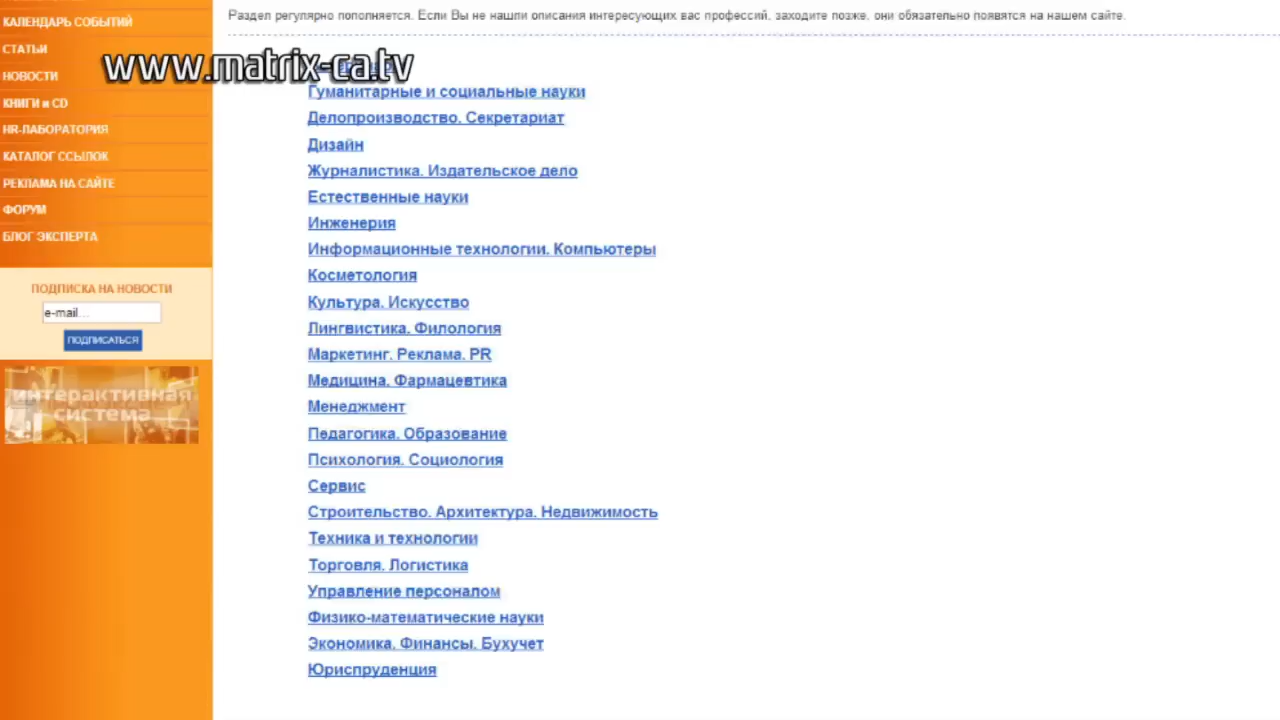 КАЛЕНДАРЬ СОБЫТИЙ
СТАТЬИ
НОВОСТИ
КНИГИ и CD
HR-ЛАБОРАТОРИЯ
КАТАЛОГ ССЫЛОК
РЕКЛАМА НА САЙТЕ
ФОРУМ
БЛОГ ЭКСПЕРТА
ПОДПИСКА НА НОВОСТИ
e-mail...
ПОДПИСАТЬСЯ
интерактивная
система
www.matrix-ca.tv
Раздел регулярно пополняется. Если Вы не нашли описания интересующих вас профессий, заходите позже, они обязательно появятся на нашем сайте.
Гуманитарные и социальные науки
Делопроизводство. Секретариат
Дизайн
Журналистика. Издательское дело
Естественные науки
Инженерия
Информационные технологии. Компьютеры
Косметология
Культура. Искусство
Лингвистика. Филология
Маркетинг. Реклама. PR
Медицина. Фармацевтика
Менеджмент
Педагогика. Образование
Психология. Социология
Сервис
Строительство. Архитектура. Недвижимость
Техника и технологии
Торговля. Логистика
Управление персоналом
Физико-математические науки
Экономика. Финансы. Бухучет
Юриспруденция